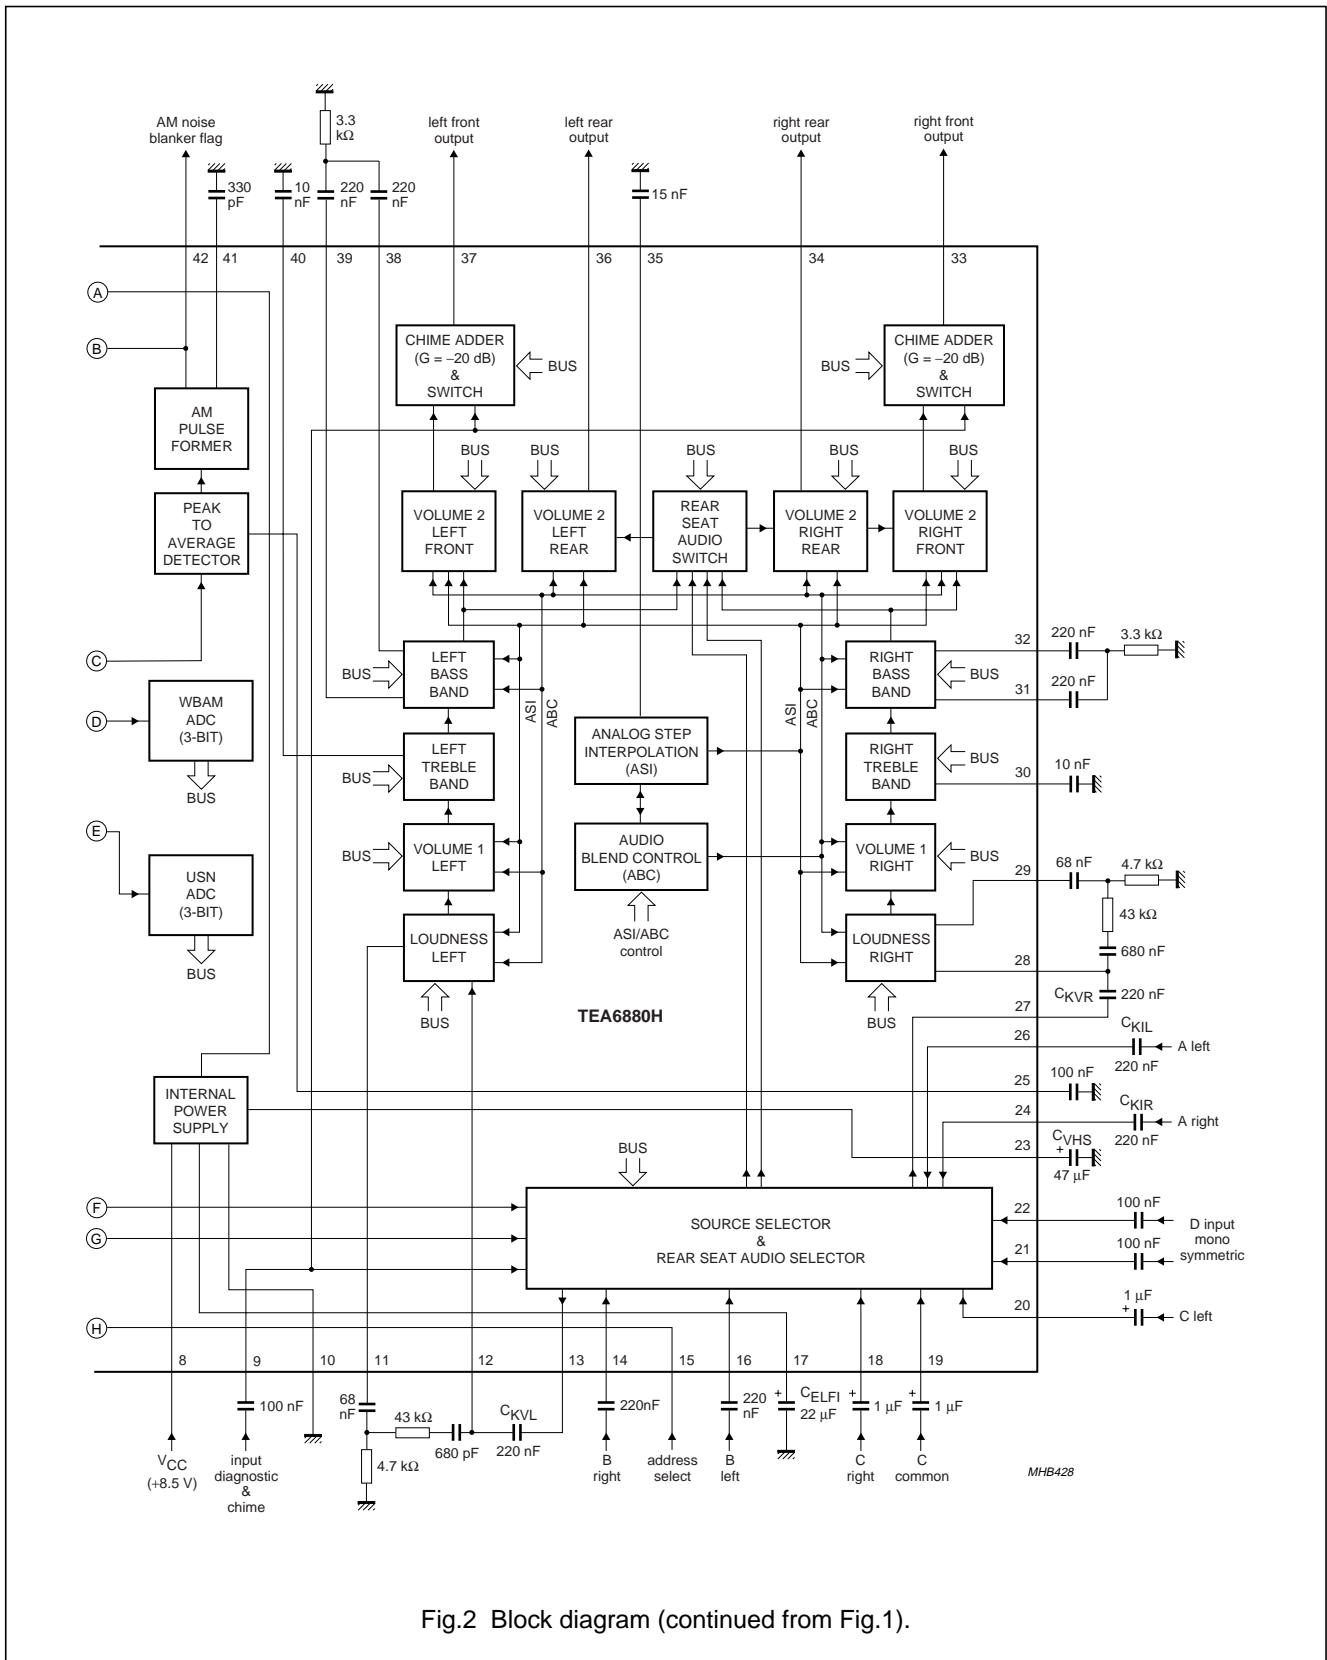 AM noise
blanker flag
330
pF
10
nF
3.3
kΩ
220
nF
220
nF
left front
output
left rear
output
15 nF
right rear
output
right front
output
42
41
40
39
38
37
36
35
34
33
A
B
C
D
E
F
G
H
CHIME ADDER
(G = −20 dB)
&
SWITCH
BUS
BUS
CHIME ADDER
(G = −20 dB)
&
SWITCH
AM
PULSE
FORMER
PEAK
TO
AVERAGE
DETECTOR
BUS
BUS
BUS
BUS
BUS
VOLUME 2
LEFT
FRONT
VOLUME 2
LEFT
REAR
REAR
SEAT
AUDIO
SWITCH
VOLUME 2
RIGHT
REAR
VOLUME 2
RIGHT
FRONT
WBAM
ADC
(3-BIT)
BUS
USN
ADC
(3-BIT)
BUS
BUS
LEFT
BASS
BAND
ASI
ABC
BUS
LEFT
TREBLE
BAND
BUS
VOLUME 1
LEFT
LOUDNESS
LEFT
BUS
ANALOG STEP
INTERPOLATION
(ASI)
AUDIO
BLEND CONTROL
(ABC)
ASI/ABC
control
TEA6880H
ASI
ABC
RIGHT
BASS
BAND
BUS
RIGHT
TREBLE
BAND
BUS
VOLUME 1
RIGHT
BUS
LOUDNESS
RIGHT
BUS
32
220 nF
3.3 kΩ
31
220 nF
30
10 nF
29
68 nF
4.7 kΩ
43 kΩ
680 nF
28
CKVR
220 nF
27
26
CKIL
220 nF
A left
25
100 nF
24
CKIR
220 nF
A right
23
CVHS
+
47 μF
22
100 nF
21
100 nF
D input
mono
symmetric
20
1 μF
+
C left
INTERNAL
POWER
SUPPLY
BUS
SOURCE SELECTOR
&
REAR SEAT AUDIO SELECTOR
8
9
10
11
12
13
14
15
16
17
18
19
VCC
(+8.5 V)
100 nF
input
diagnostic
&
chime
68
nF
43 kΩ
4.7 kΩ
680 pF
CKVL
220 nF
220nF
B
right
address
select
220
nF
B
left
+
CELFI
22 μF
+
1 μF
C
right
+
1 μF
C
common
MHB428
Fig.2 Block diagram (continued from Fig.1).